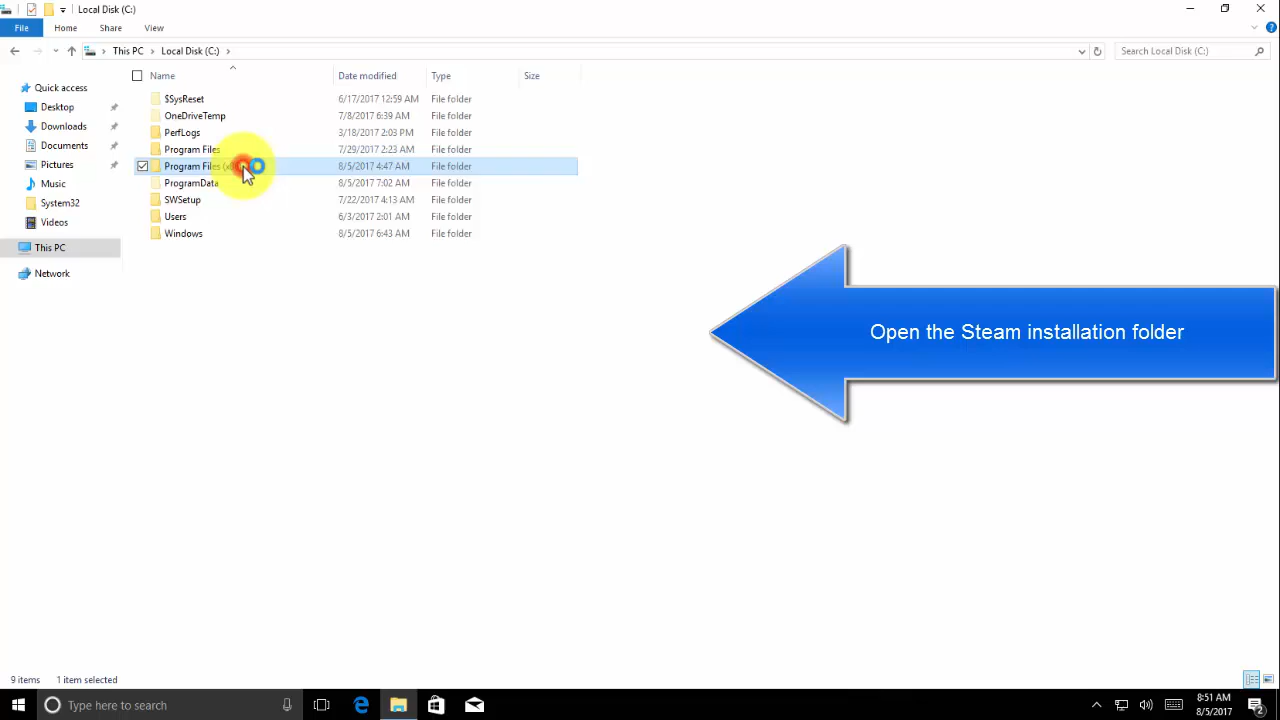 Local Disk (C:)
File Home Share View
This PC Local Disk (C:) Search Local Disk (C:)
Name Date modified Type Size
Quick access
Desktop
Downloads
Documents
Pictures
Music
System32
Videos
This PC
Network
$SysReset 6/17/2017 12:59 AM File folder
OneDriveTemp 7/8/2017 6:39 AM File folder
PerfLogs 3/18/2017 2:03 PM File folder
Program Files 7/29/2017 2:23 AM File folder
Program Files 8/5/2017 4:47 AM File folder
ProgramData 8/5/2017 7:02 AM File folder
SWSetup 7/22/2017 4:13 AM File folder
Users 6/3/2017 2:01 AM File folder
Windows 8/5/2017 6:43 AM File folder
Open the Steam installation folder
9 items 1 item selected
Type here to search
8:51 AM
8/5/2017
2